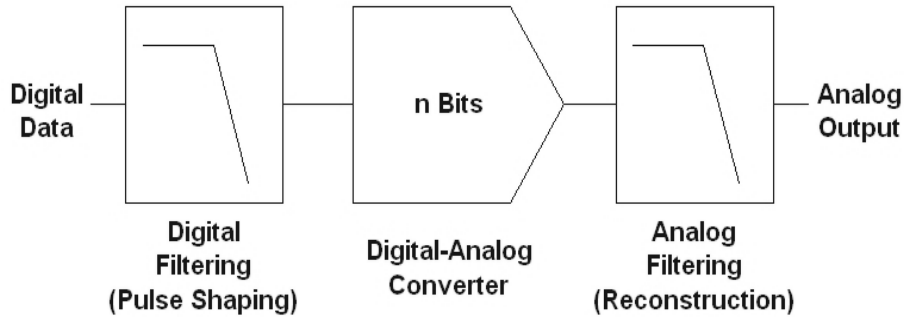 Digital
Data
n Bits
Analog
Output
Digital
Filtering
(Pulse Shaping)
Digital-Analog
Converter
Analog
Filtering
(Reconstruction)